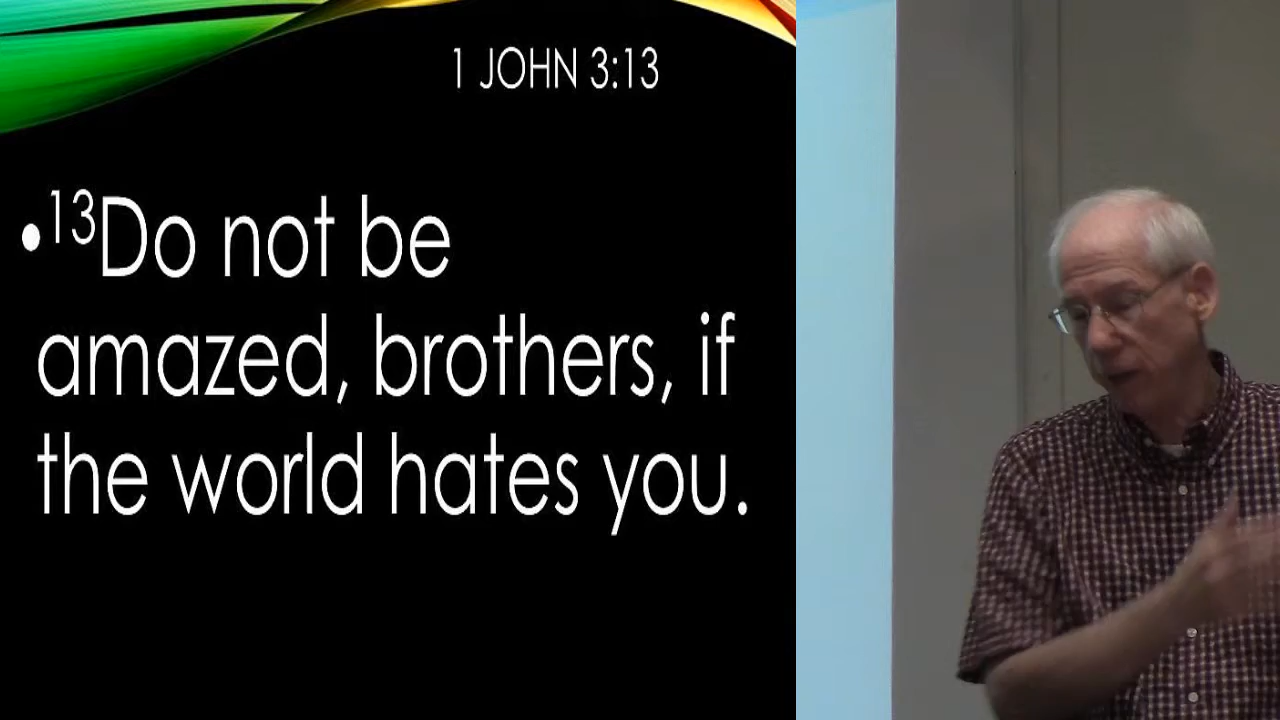 1 JOHN 3:13
•¹³Do not be
amazed, brothers, if
the world hates you.